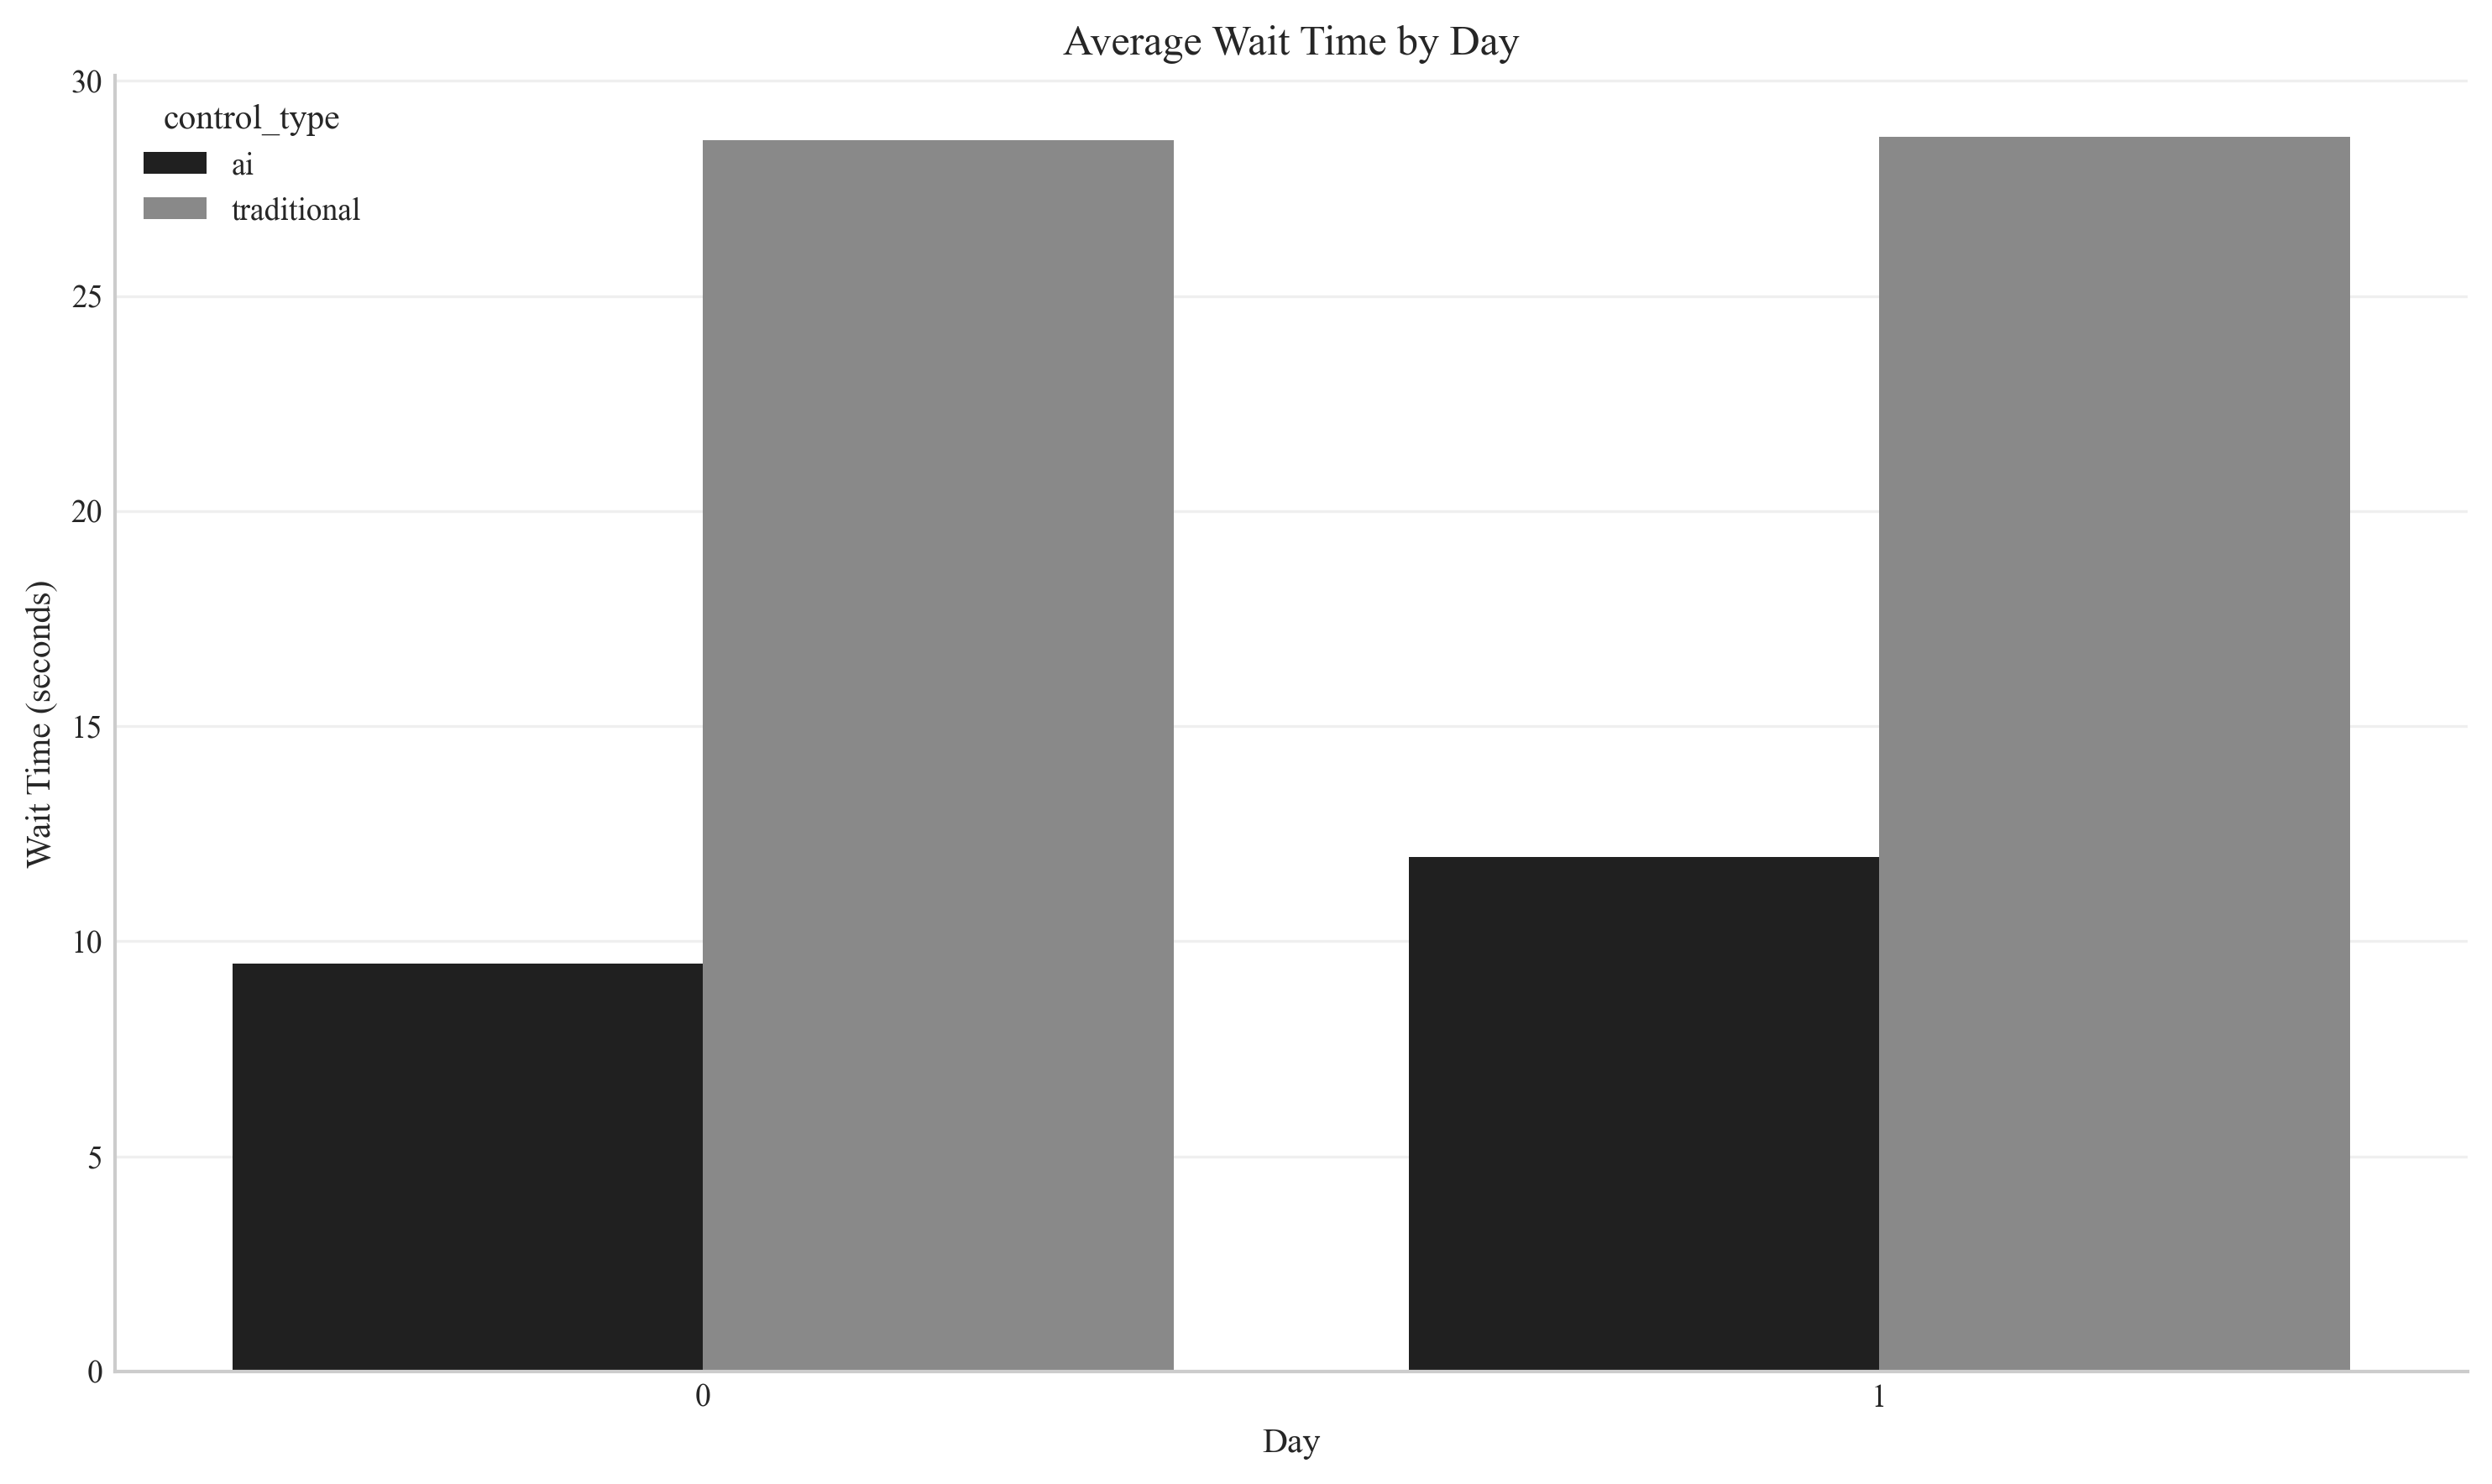 Average Wait Time by Day
30
control_type
ai
traditional
25
20
15
10
5
0
Wait Time (seconds)
0 1
Day